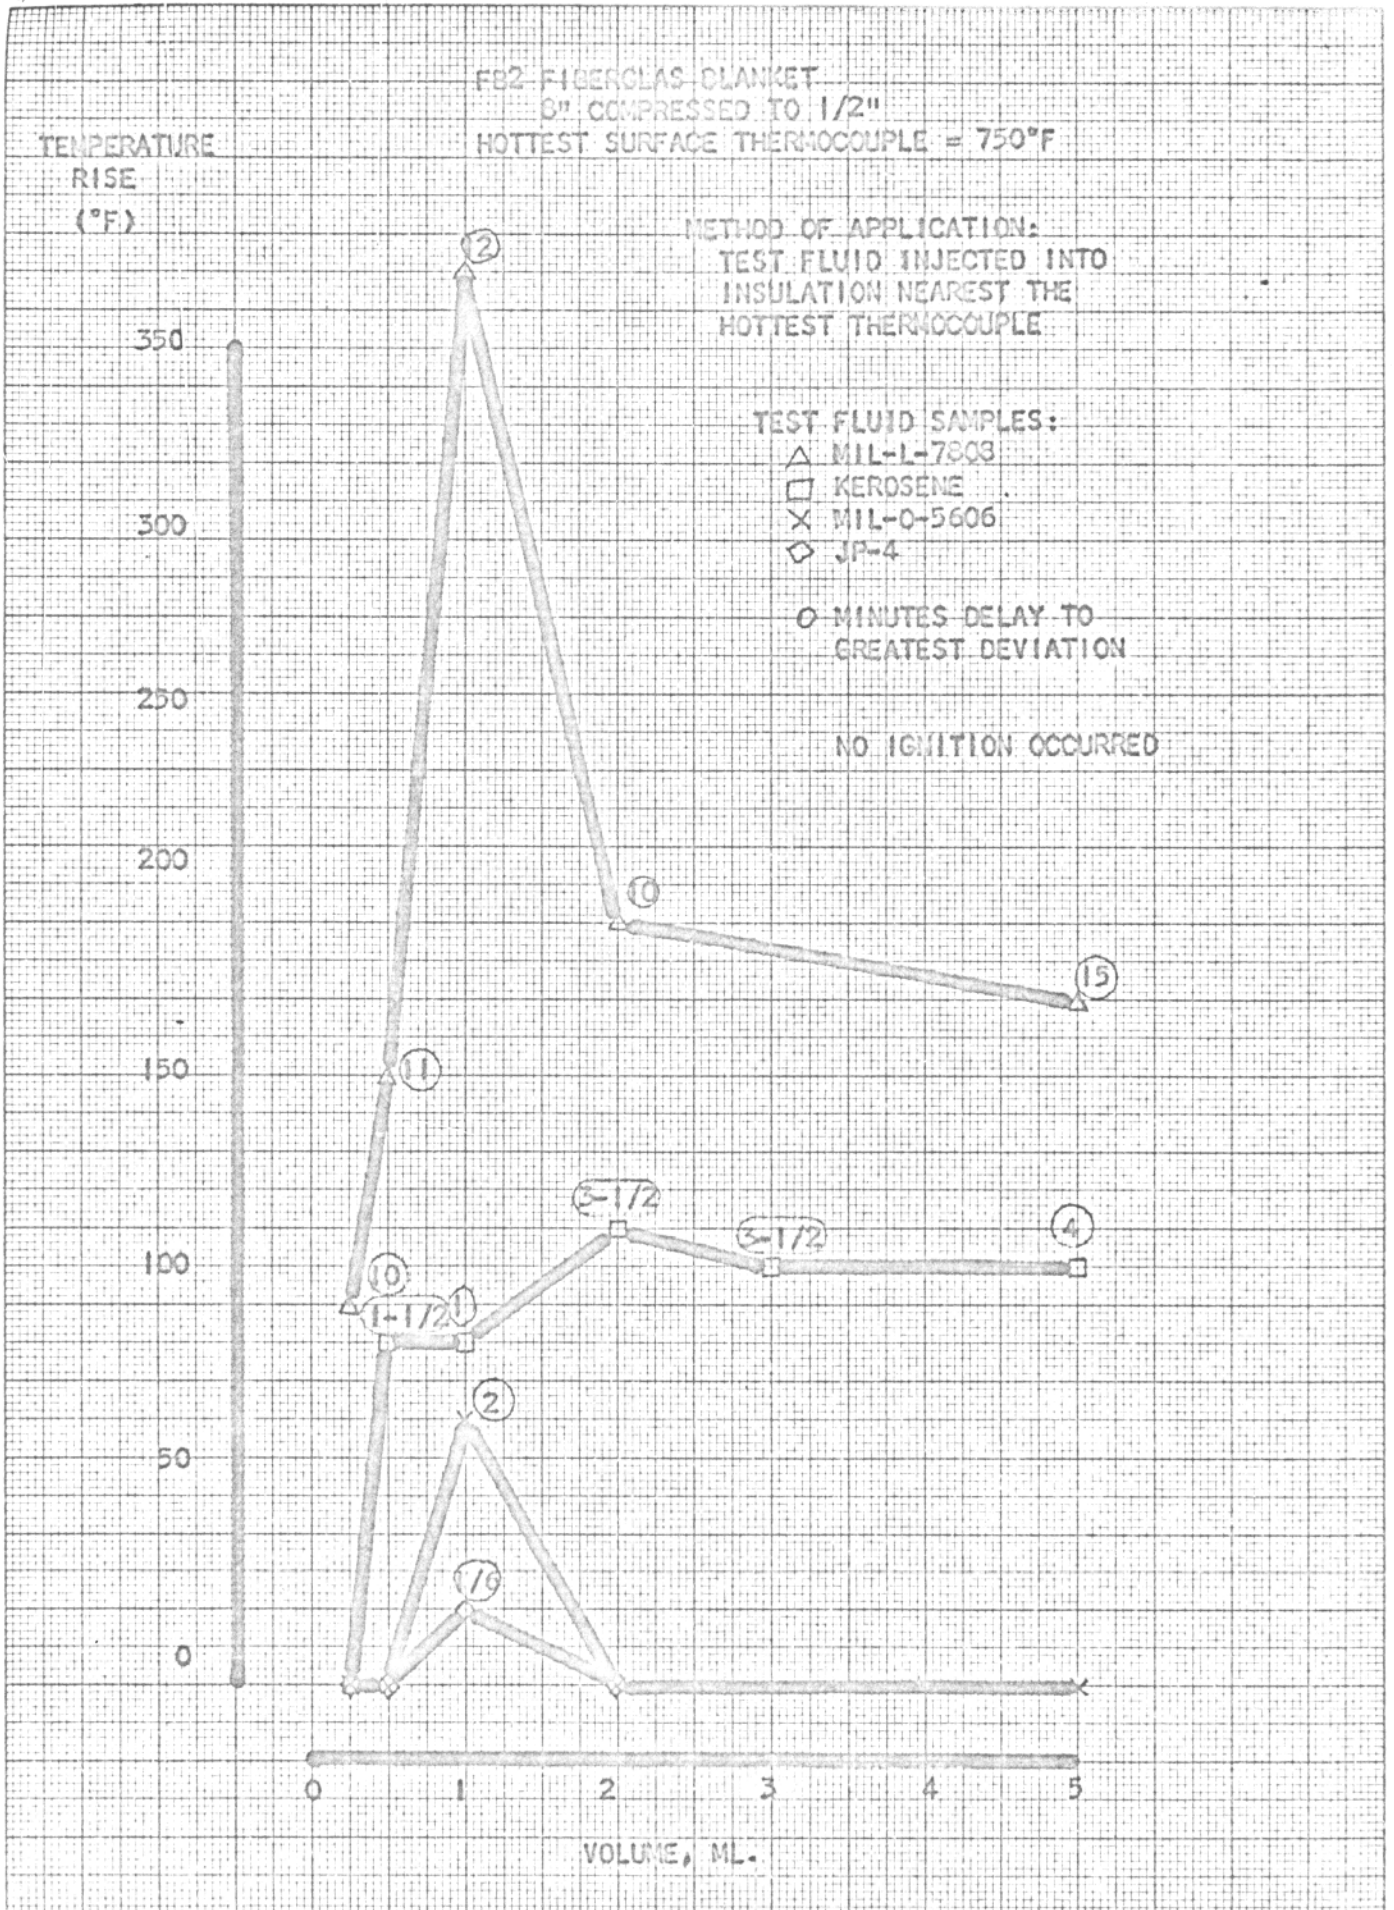 FB2 FIBERGLAS BLANKET
8" COMPRESSED TO 1/2"
HOTTEST SURFACE THERMOCOUPLE = 750°F
TEMPERATURE
RISE
(°F)
METHOD OF APPLICATION:
TEST FLUID INJECTED INTO
INSULATION NEAREST THE
HOTTEST THERMOCOUPLE
TEST FLUID SAMPLES:
MIL-L-7808
KEROSENE
MIL-O-5606
JP-4
MINUTES DELAY TO
GREATEST DEVIATION
NO IGNITION OCCURRED
350
300
250
200
150
100
50
0
12
10
15
11
3-1/2
3-1/2
4
10
1-1/2
1
2
1/6
0 1 2 3 4 5
VOLUME, ML.